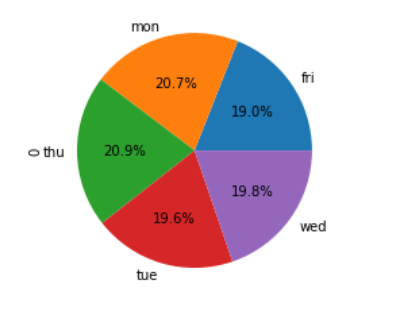 mon
fri
20.7%
19.0%
0 thu
20.9%
19.8%
19.6%
wed
tue